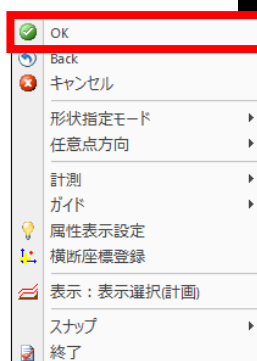 OK
Back
キャンセル
形状指定モード
任意点方向
計測
ガイド
属性表示設定
横断座標登録
表示：表示選択(計画)
スナップ
終了